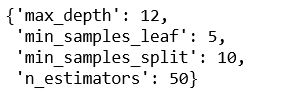 {'max_depth': 12,
 'min_samples_leaf': 5,
 'min_samples_split': 10,
 'n_estimators': 50}